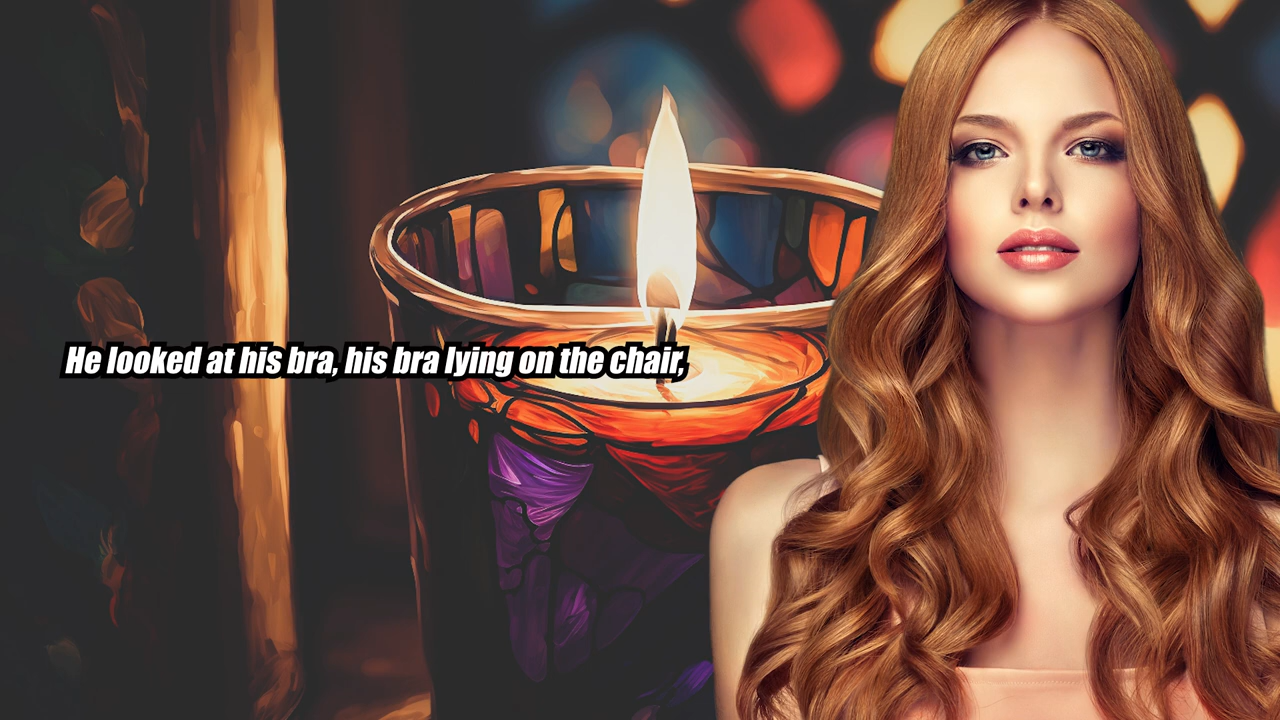 He looked at his bra, his bra lying on the chair,